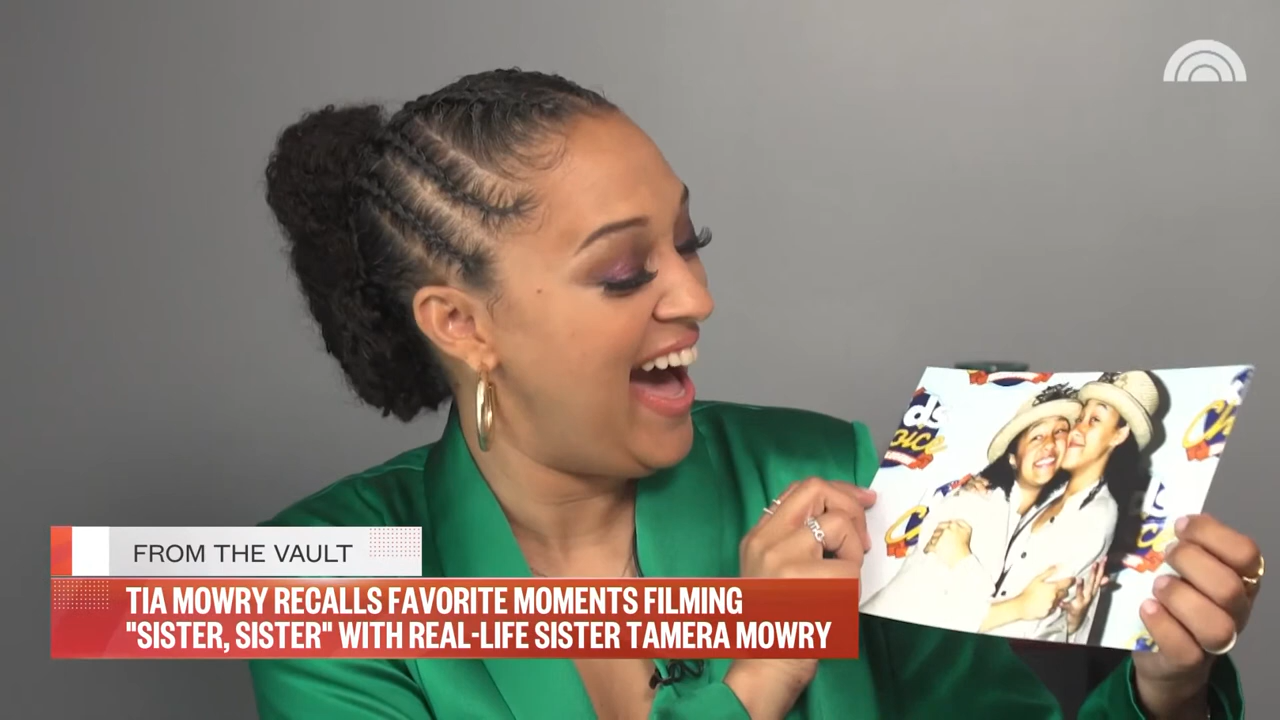 FROM THE VAULT
TIA MOWRY RECALLS FAVORITE MOMENTS FILMING
"SISTER, SISTER" WITH REAL-LIFE SISTER TAMERA MOWRY